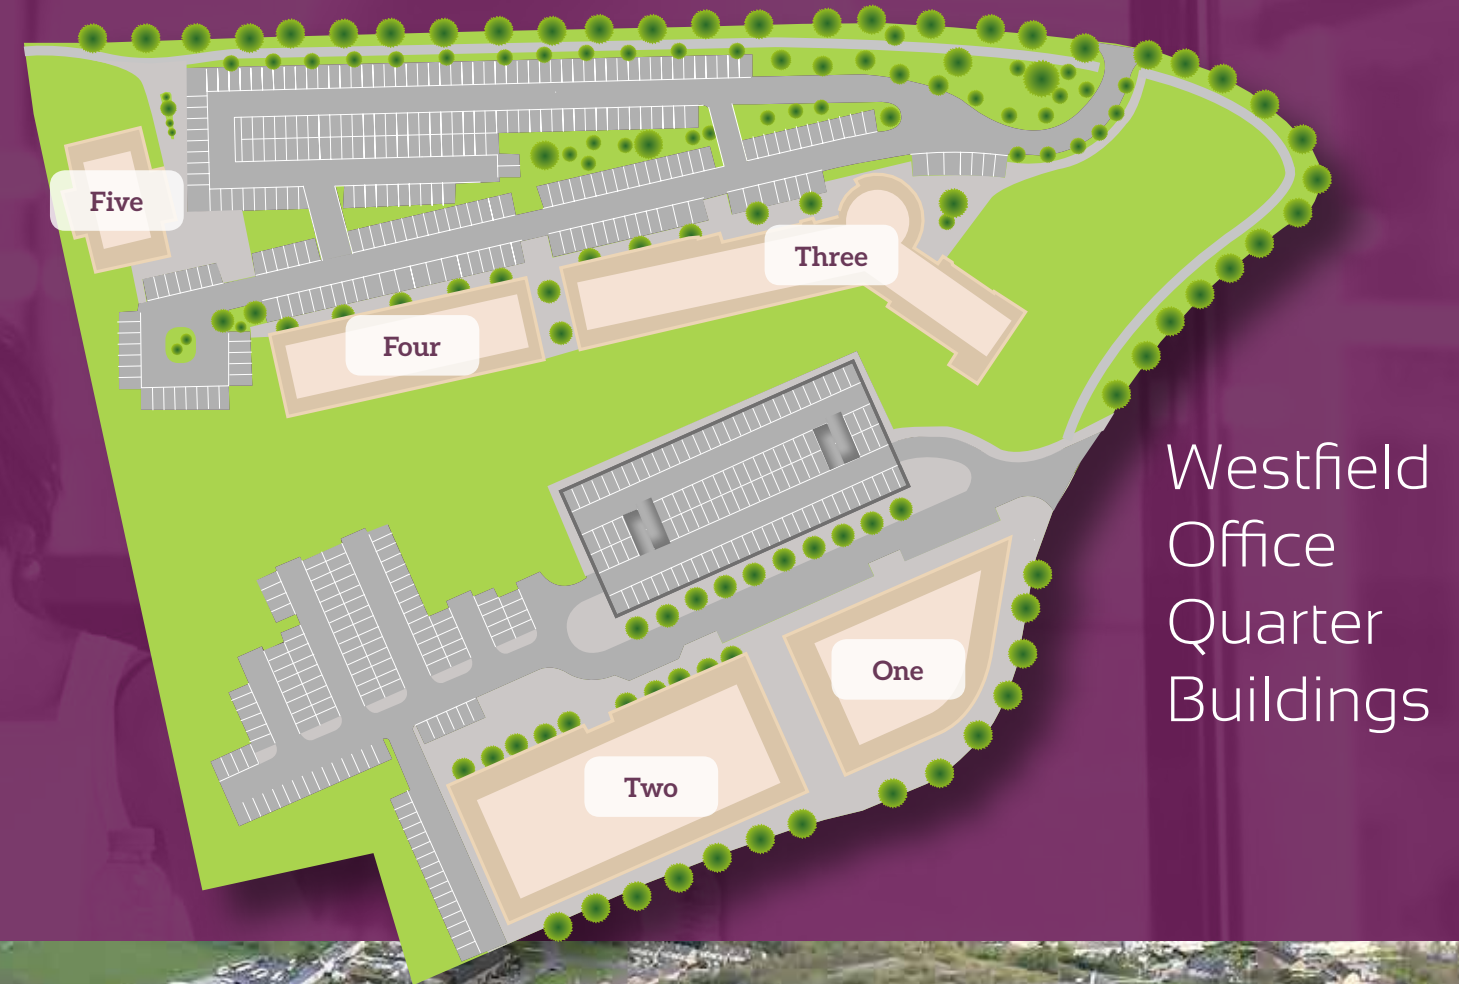 Five
Three
Four
Westfield
Office
Quarter
Buildings
One
Two